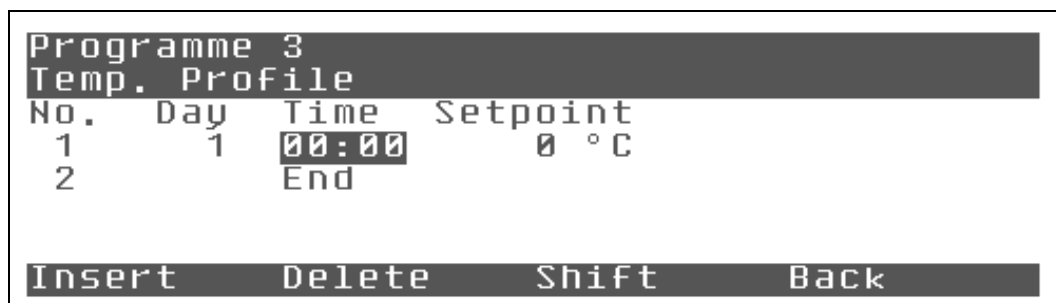 Programme 3
Temp. Profile
No. Day Time Setpoint
1 1 00:00 0 °C
2 End
Insert Delete Shift Back